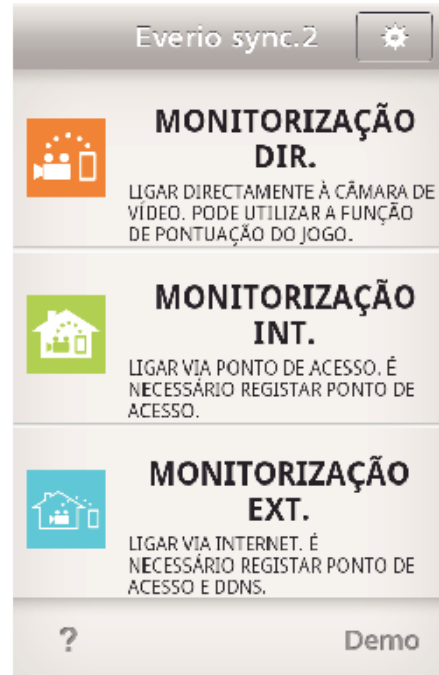 Everio sync.2
MONITORIZAÇÃO
DIR.
LIGAR DIRECTAMENTE À CÂMARA DE
VÍDEO. PODE UTILIZAR A FUNÇÃO
DE PONTUAÇÃO DO JOGO.
MONITORIZAÇÃO
INT.
LIGAR VIA PONTO DE ACESSO. É
NECESSÁRIO REGISTAR PONTO DE
ACESSO.
MONITORIZAÇÃO
EXT.
LIGAR VIA INTERNET. É
NECESSÁRIO REGISTAR PONTO DE
ACESSO E DDNS.
? Demo